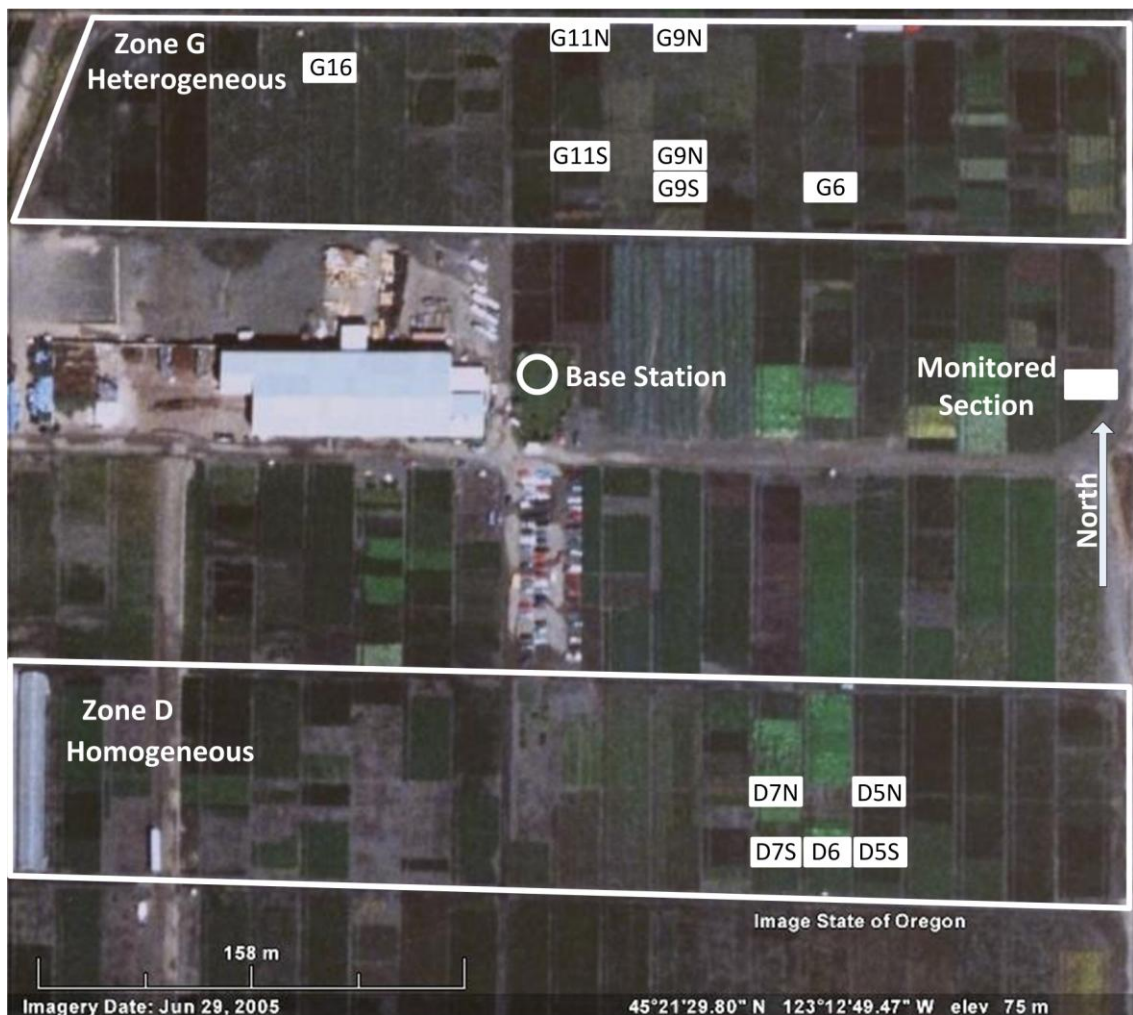 Zone G
Heterogeneous
G16
G11N
G9N
G11S
G9N
G9S
G6
Base Station
Monitored
Section
North
Zone D
Homogeneous
D7N
D5N
D7S
D6
D5S
Image State of Oregon
158 m
Imagery Date: Jun 29, 2005
45°21'29.80" N 123°12'49.47" W elev 75 m